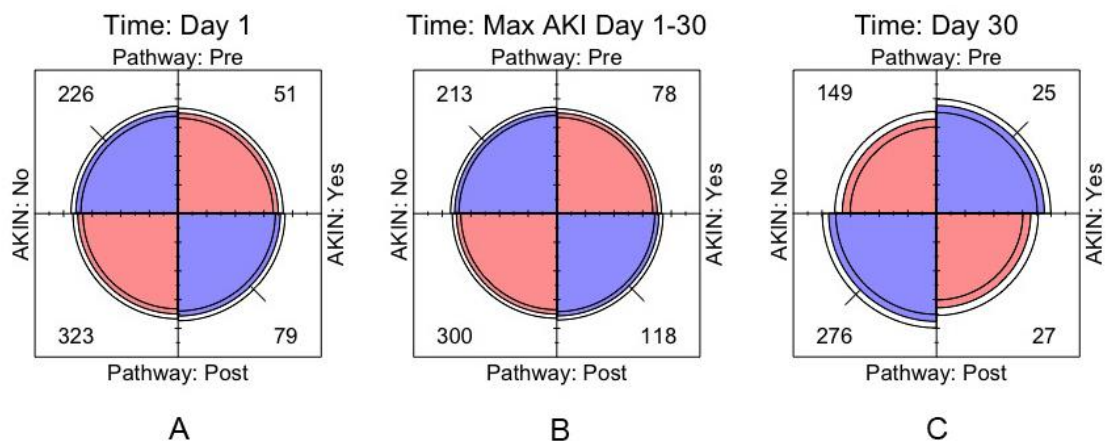 Time: Day 1
Pathway: Pre
226
51
AKIN: No
AKIN: Yes
323
79
Pathway: Post
A
Time: Max AKI Day 1-30
Pathway: Pre
213
78
AKIN: No
AKIN: Yes
300
118
Pathway: Post
B
Time: Day 30
Pathway: Pre
149
25
AKIN: No
AKIN: Yes
276
27
Pathway: Post
C